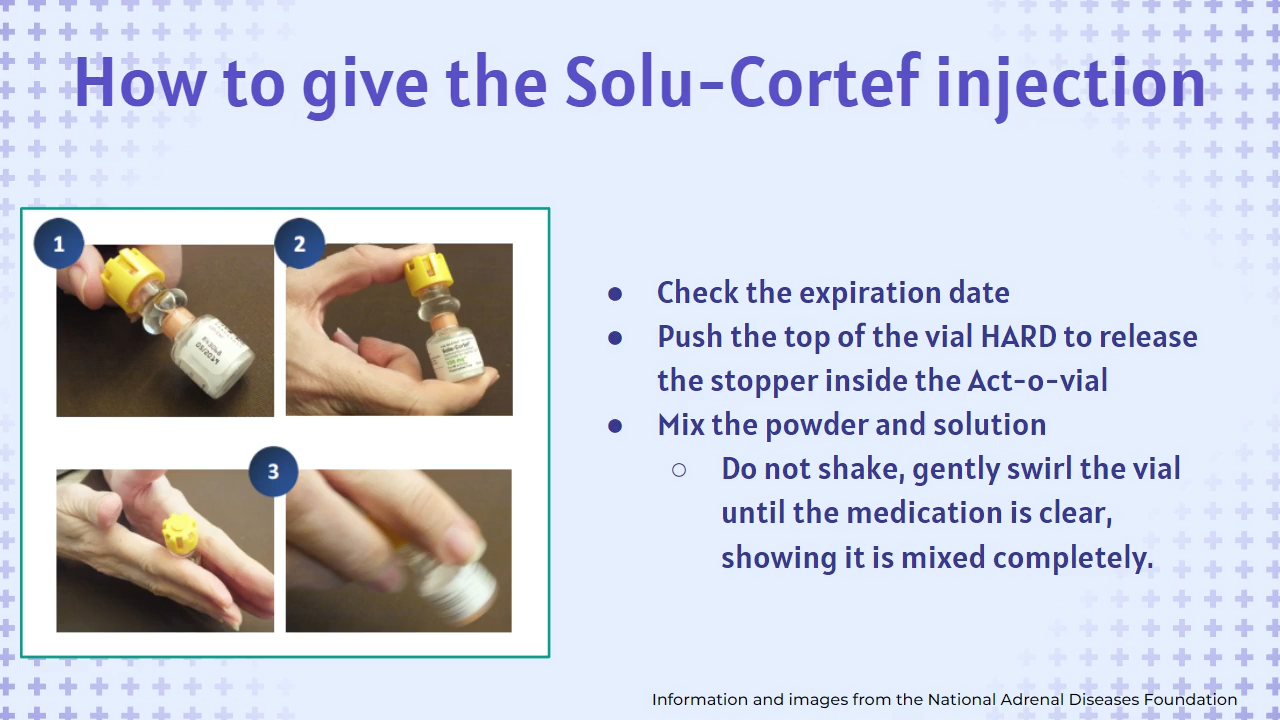 How to give the Solu-Cortef injection
1
2
3
Solu-Cortef
● Check the expiration date
● Push the top of the vial HARD to release
the stopper inside the Act-o-vial
● Mix the powder and solution
○ Do not shake, gently swirl the vial
until the medication is clear,
showing it is mixed completely.
Information and images from the National Adrenal Diseases Foundation